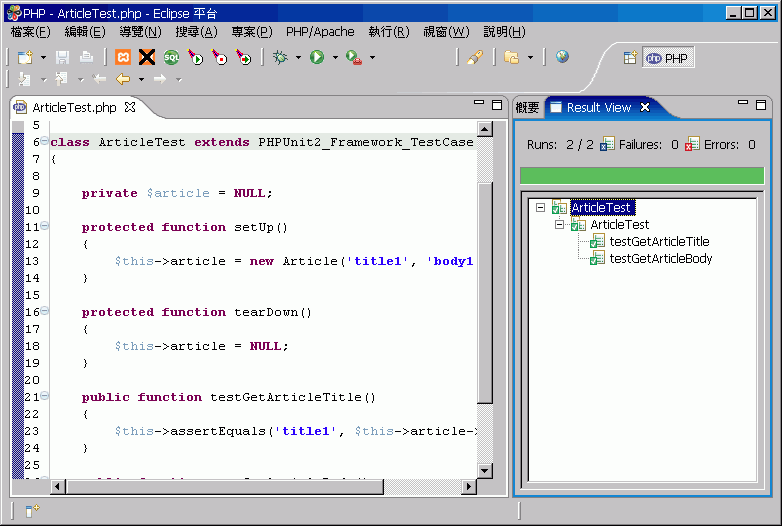 PHP - ArticleTest.php - Eclipse 平台
檔案(F) 編輯(E) 導覽(N) 搜尋(A) 專案(P) PHP/Apache 執行(R) 視窗(W) 說明(H)
SQL
PHP
ArticleTest.php
5
6 class ArticleTest extends PHPUnit2_Framework_TestCase
7 {
8
9 private $article = NULL;
10
11 protected function setUp()
12 {
13 $this->article = new Article('title1', 'body1
14 }
15
16 protected function tearDown()
17 {
18 $this->article = NULL;
19 }
20
21 public function testGetArticleTitle()
22 {
23 $this->assertEquals('title1', $this->article->
24 }
25
概要 Result View
Runs: 2 / 2 Failures: 0 Errors: 0
ArticleTest
ArticleTest
testGetArticleTitle
testGetArticleBody